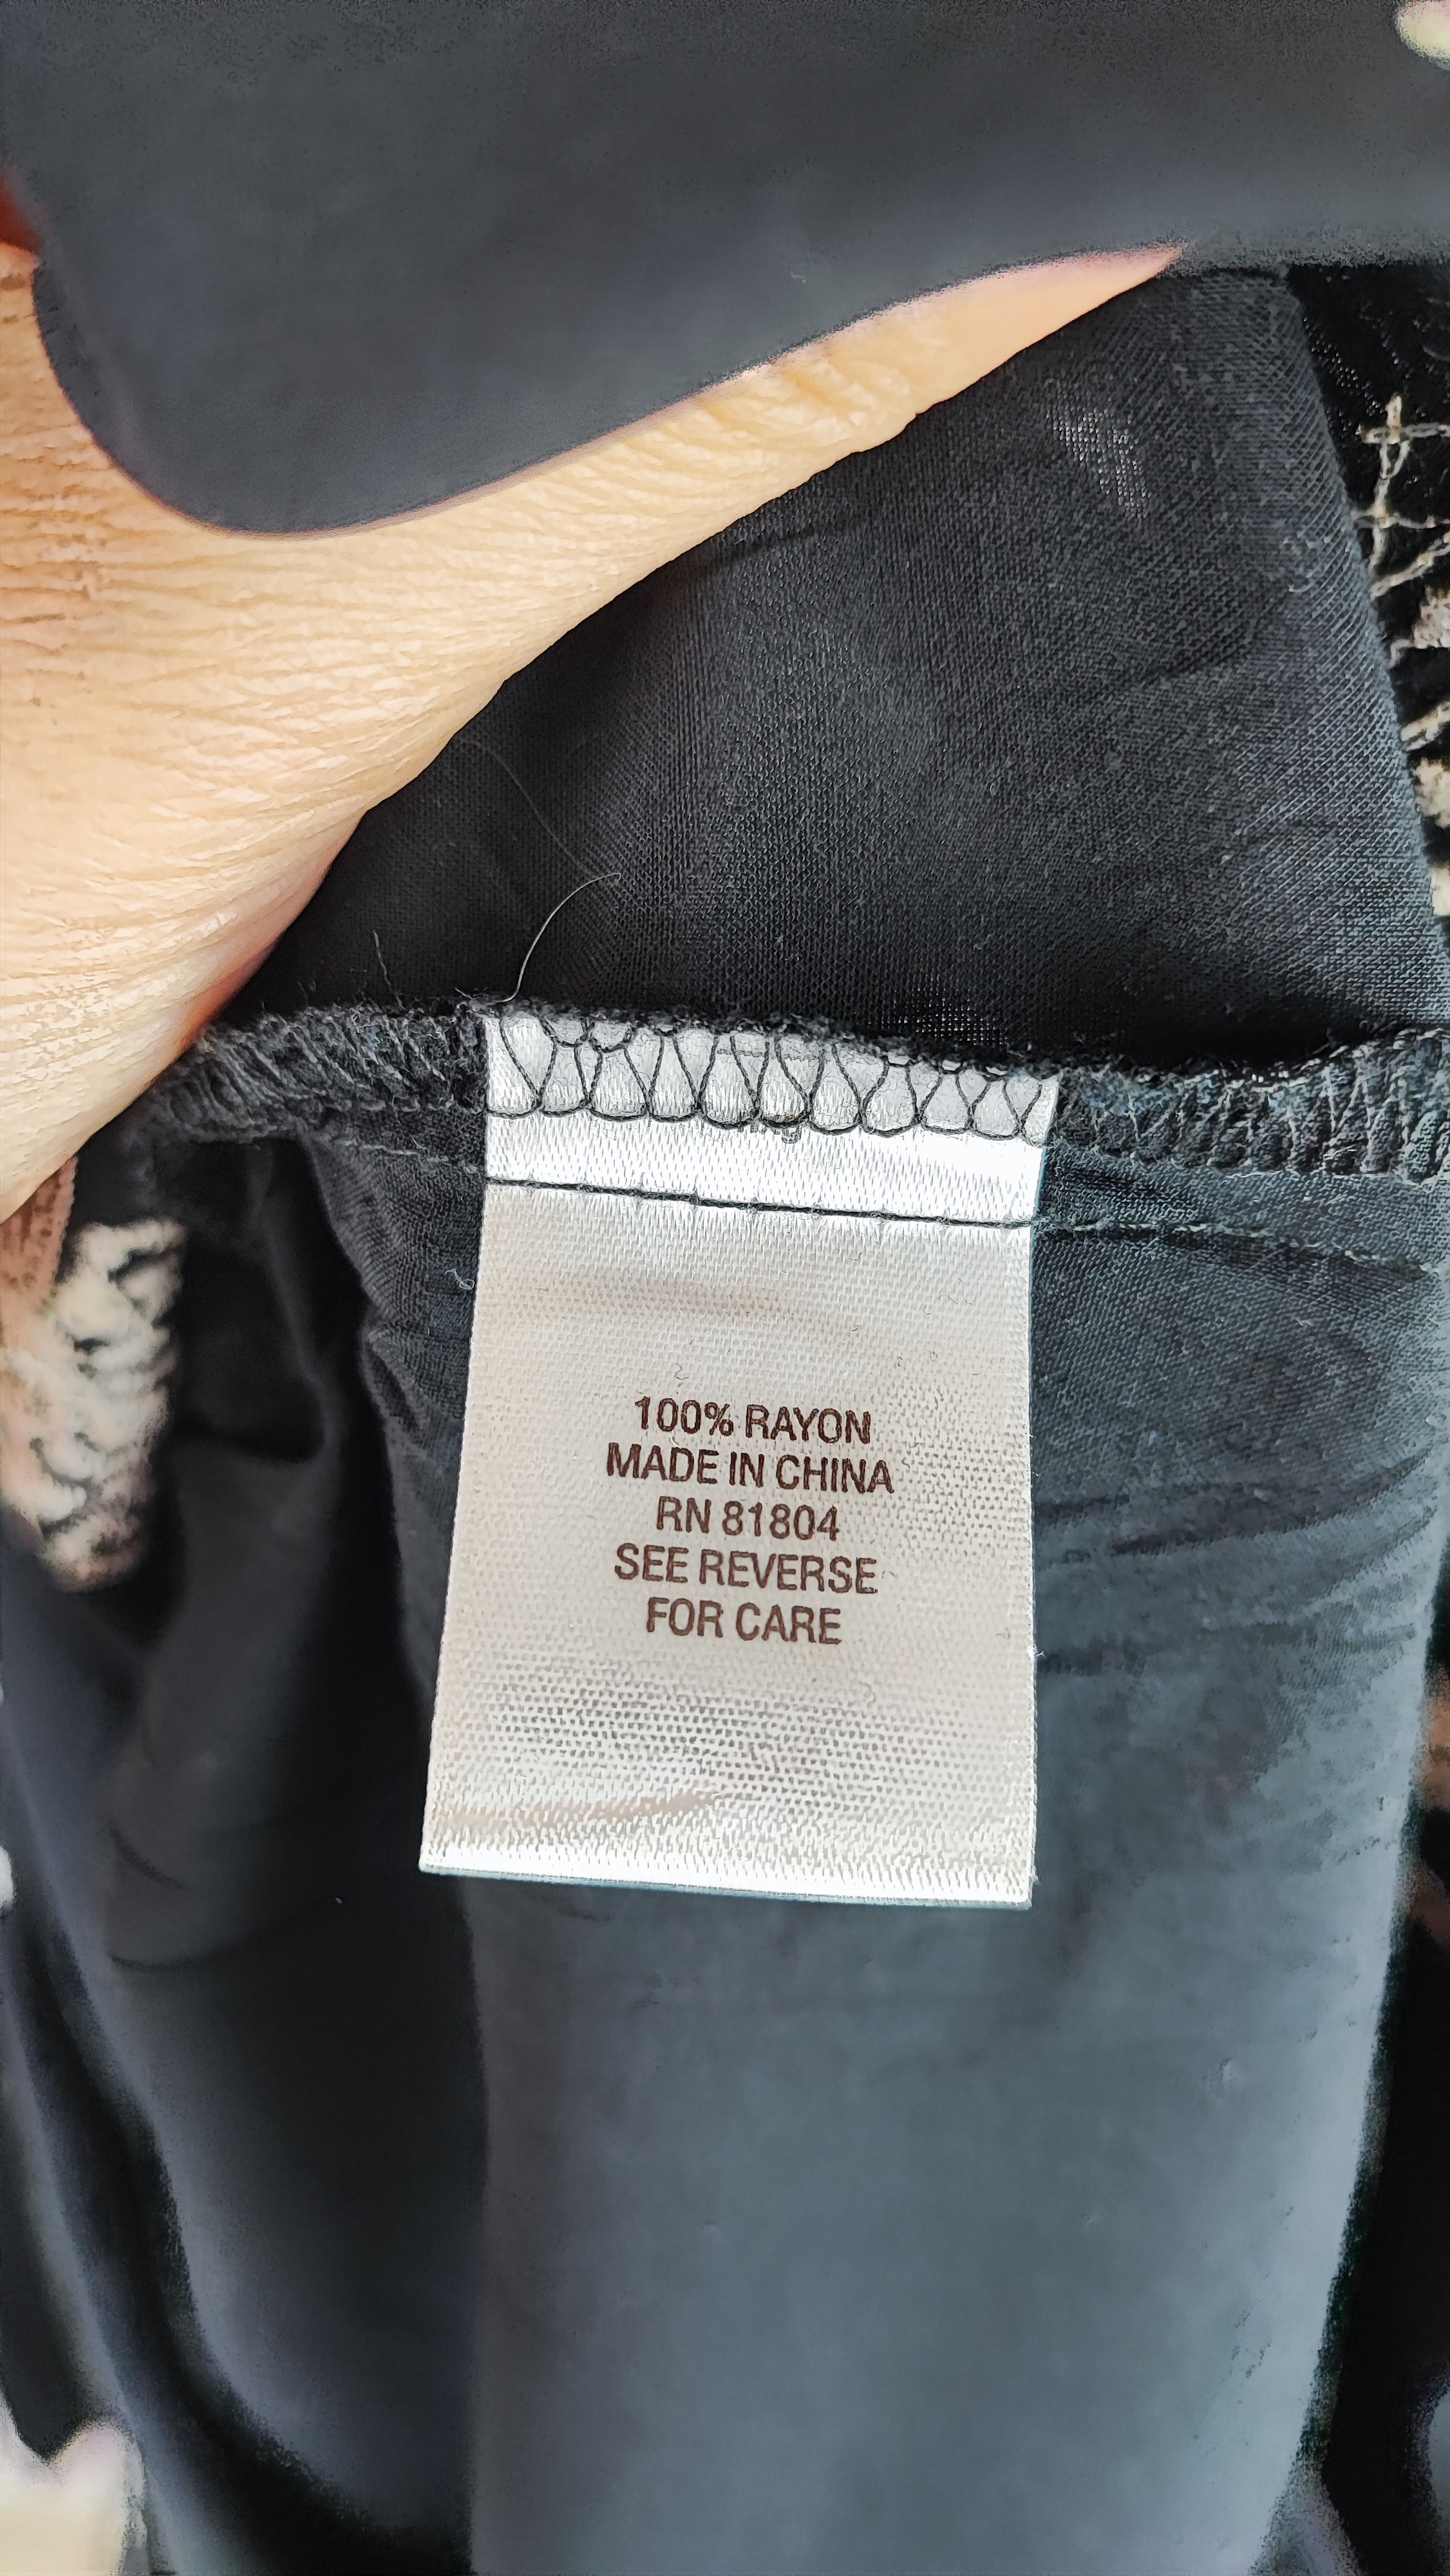 100% RAYON
MADE IN CHINA
RN 81804
SEE REVERSE
FOR CARE